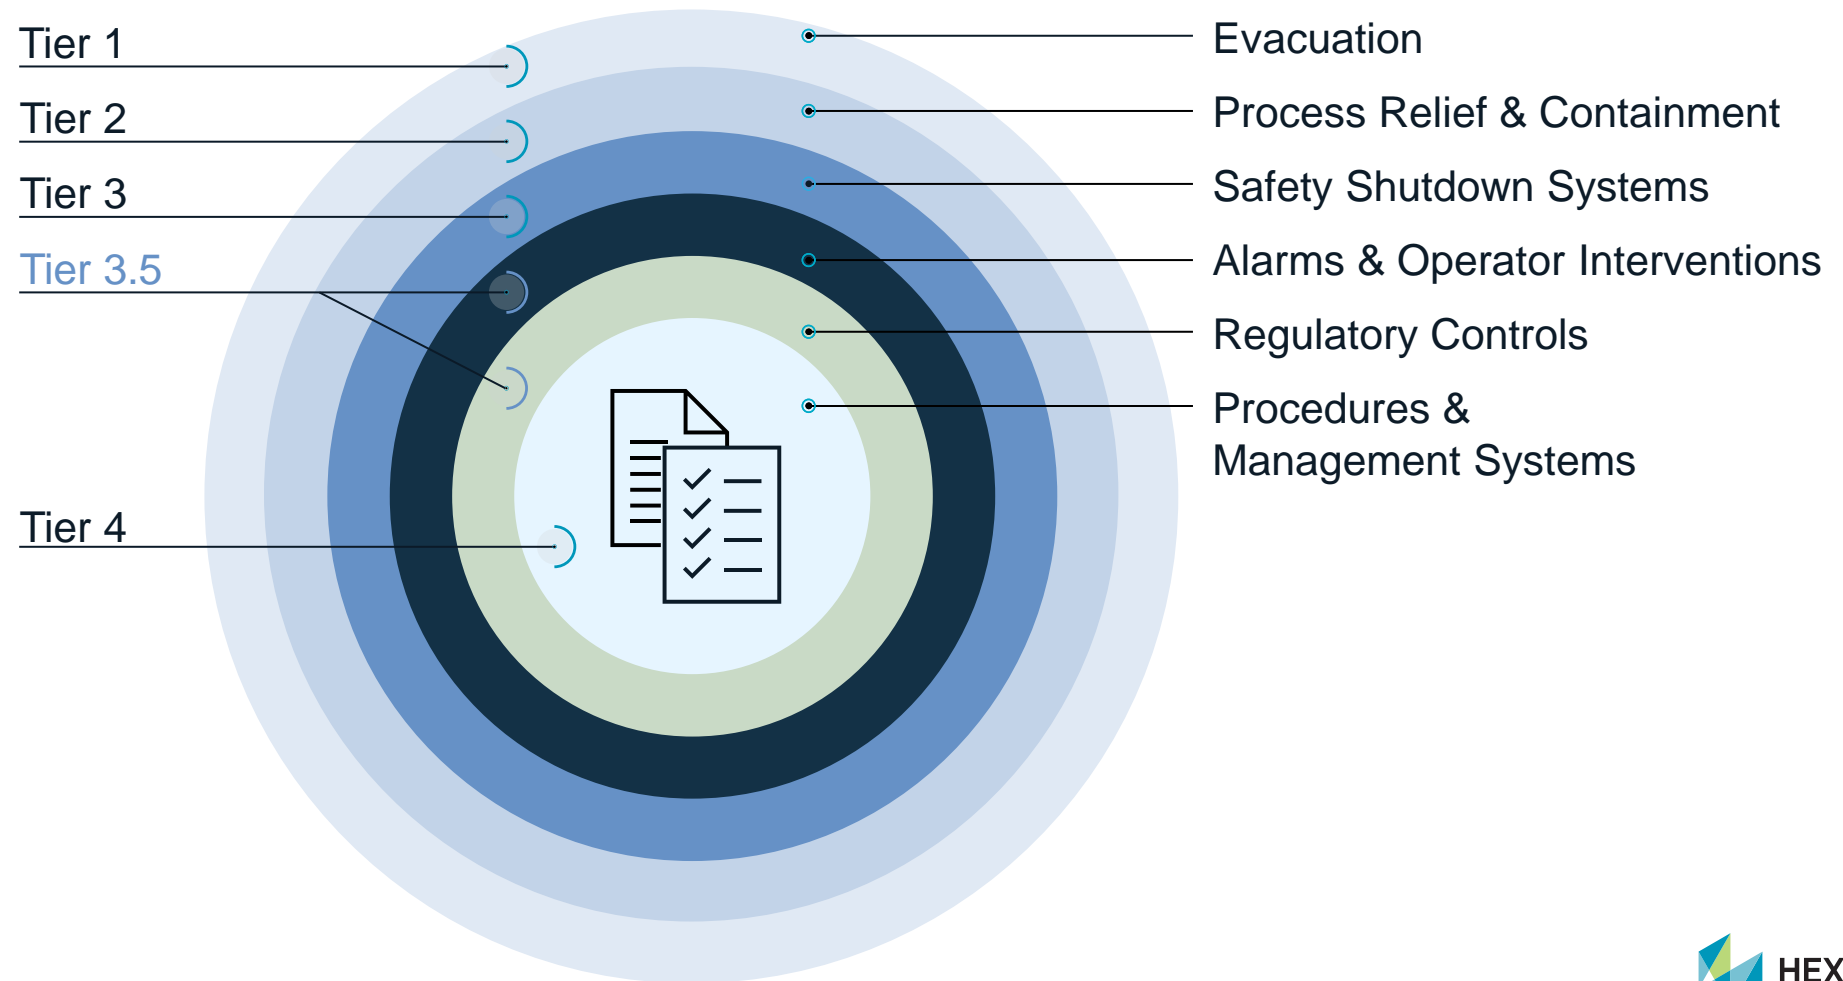 Tier 1
Tier 2
Tier 3
Tier 3.5
Tier 4
Evacuation
Process Relief & Containment
Safety Shutdown Systems
Alarms & Operator Interventions
Regulatory Controls
Procedures &
Management Systems
HEX